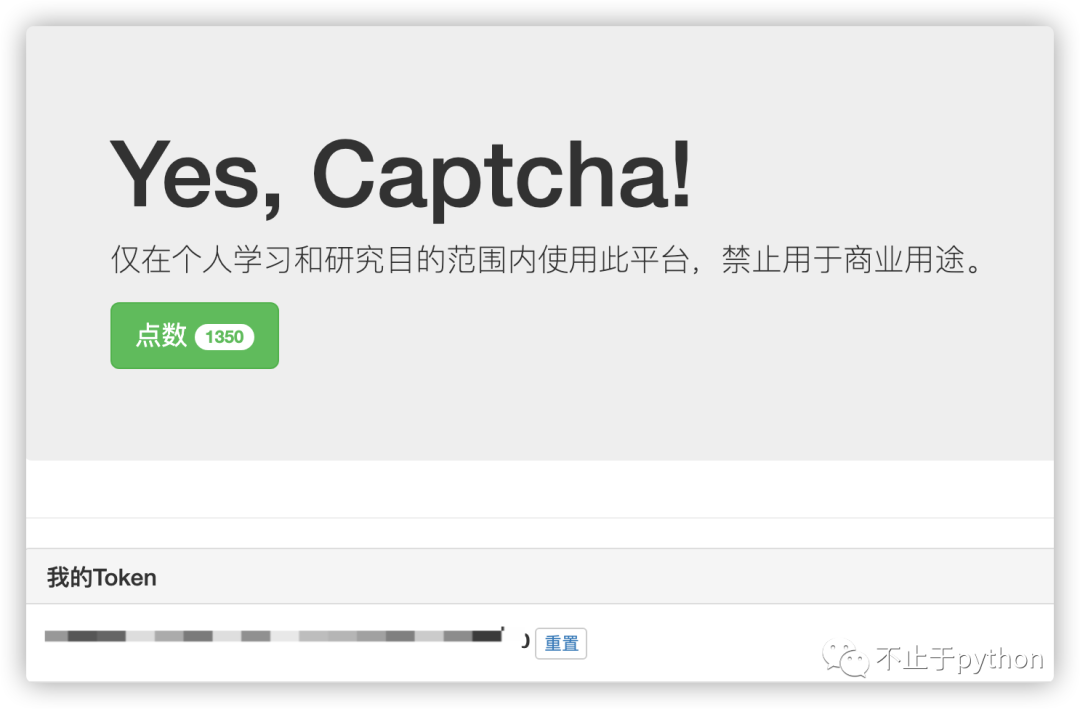 Yes, Captcha!
仅在个人学习和研究目的范围内使用此平台，禁止用于商业用途。
点数 1350
我的Token
重置
不止于python